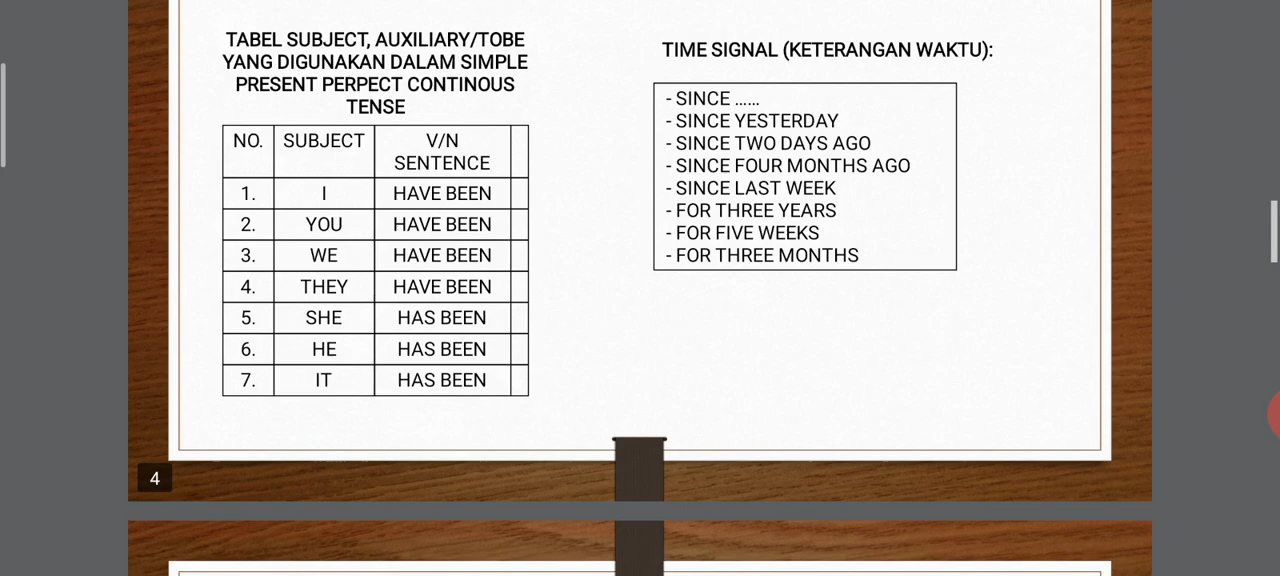 TABEL SUBJECT, AUXILIARY/TOBE
YANG DIGUNAKAN DALAM SIMPLE
PRESENT PERPECT CONTINOUS
TENSE
NO. SUBJECT V/N
SENTENCE
1. I HAVE BEEN
2. YOU HAVE BEEN
3. WE HAVE BEEN
4. THEY HAVE BEEN
5. SHE HAS BEEN
6. HE HAS BEEN
7. IT HAS BEEN
TIME SIGNAL (KETERANGAN WAKTU):
- SINCE ......
- SINCE YESTERDAY
- SINCE TWO DAYS AGO
- SINCE FOUR MONTHS AGO
- SINCE LAST WEEK
- FOR THREE YEARS
- FOR FIVE WEEKS
- FOR THREE MONTHS
4